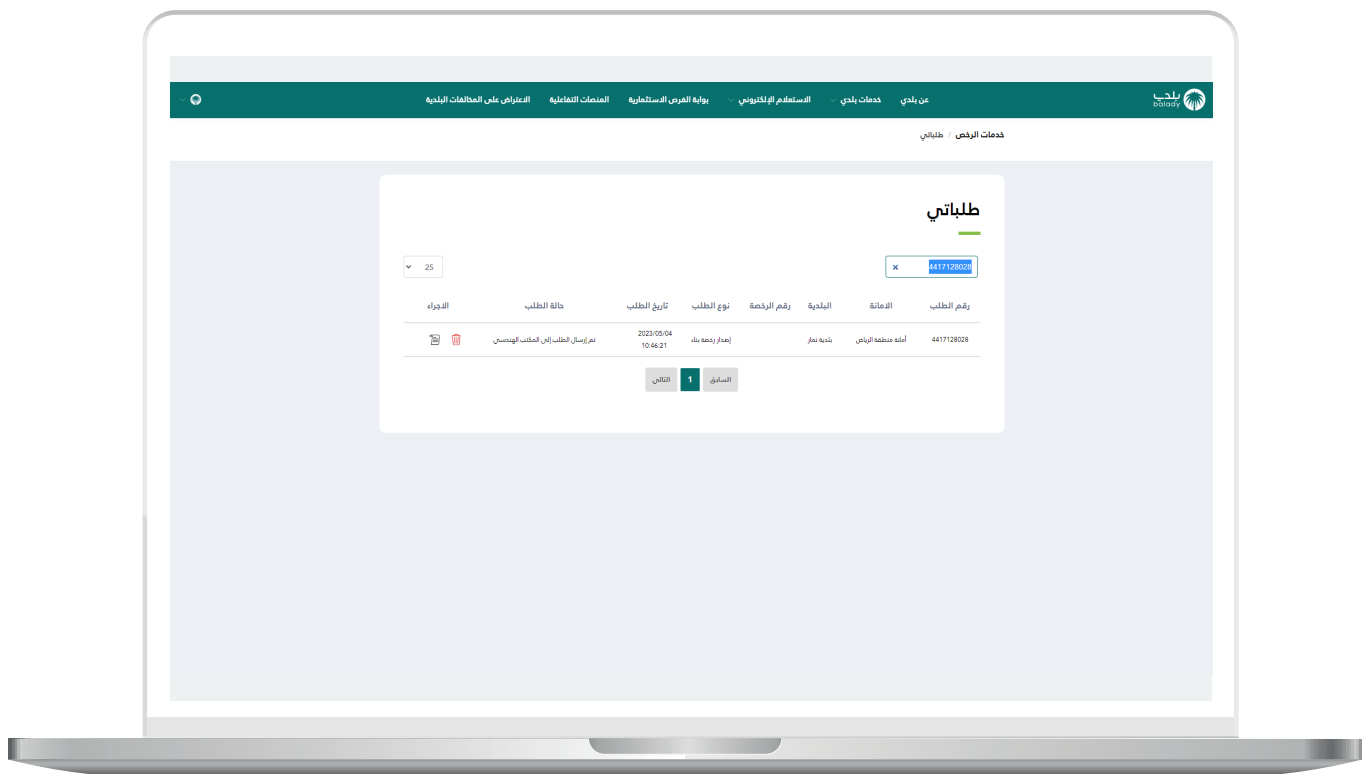 بلدي
balady
عن بلدي
خدمات بلدي
الاستعلام الإلكتروني
بوابة الفرص الاستثمارية
المنصات التفاعلية
الاعتراض على المخالفات البلدية
خدمات الرخص / طلباتي
طلباتي
4417128028 ×
25
رقم الطلب الامانة البلدية رقم الرخصة نوع الطلب تاريخ الطلب حالة الطلب الاجراء
4417128028 أمانة منطقة الرياض بلدية نمار إصدار رخصة بناء 2023/05/04 10:46:21 تم إرسال الطلب إلى المكتب الهندسي
السابق 1 التالي